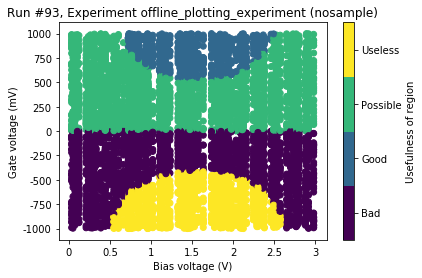 Run #93, Experiment offline_plotting_experiment (nosample)
1000
750
500
250
0
-250
-500
-750
-1000
Gate voltage (mV)
0
0.5
1
1.5
2
2.5
3
Bias voltage (V)
Useless
Possible
Good
Bad
Usefulness of region